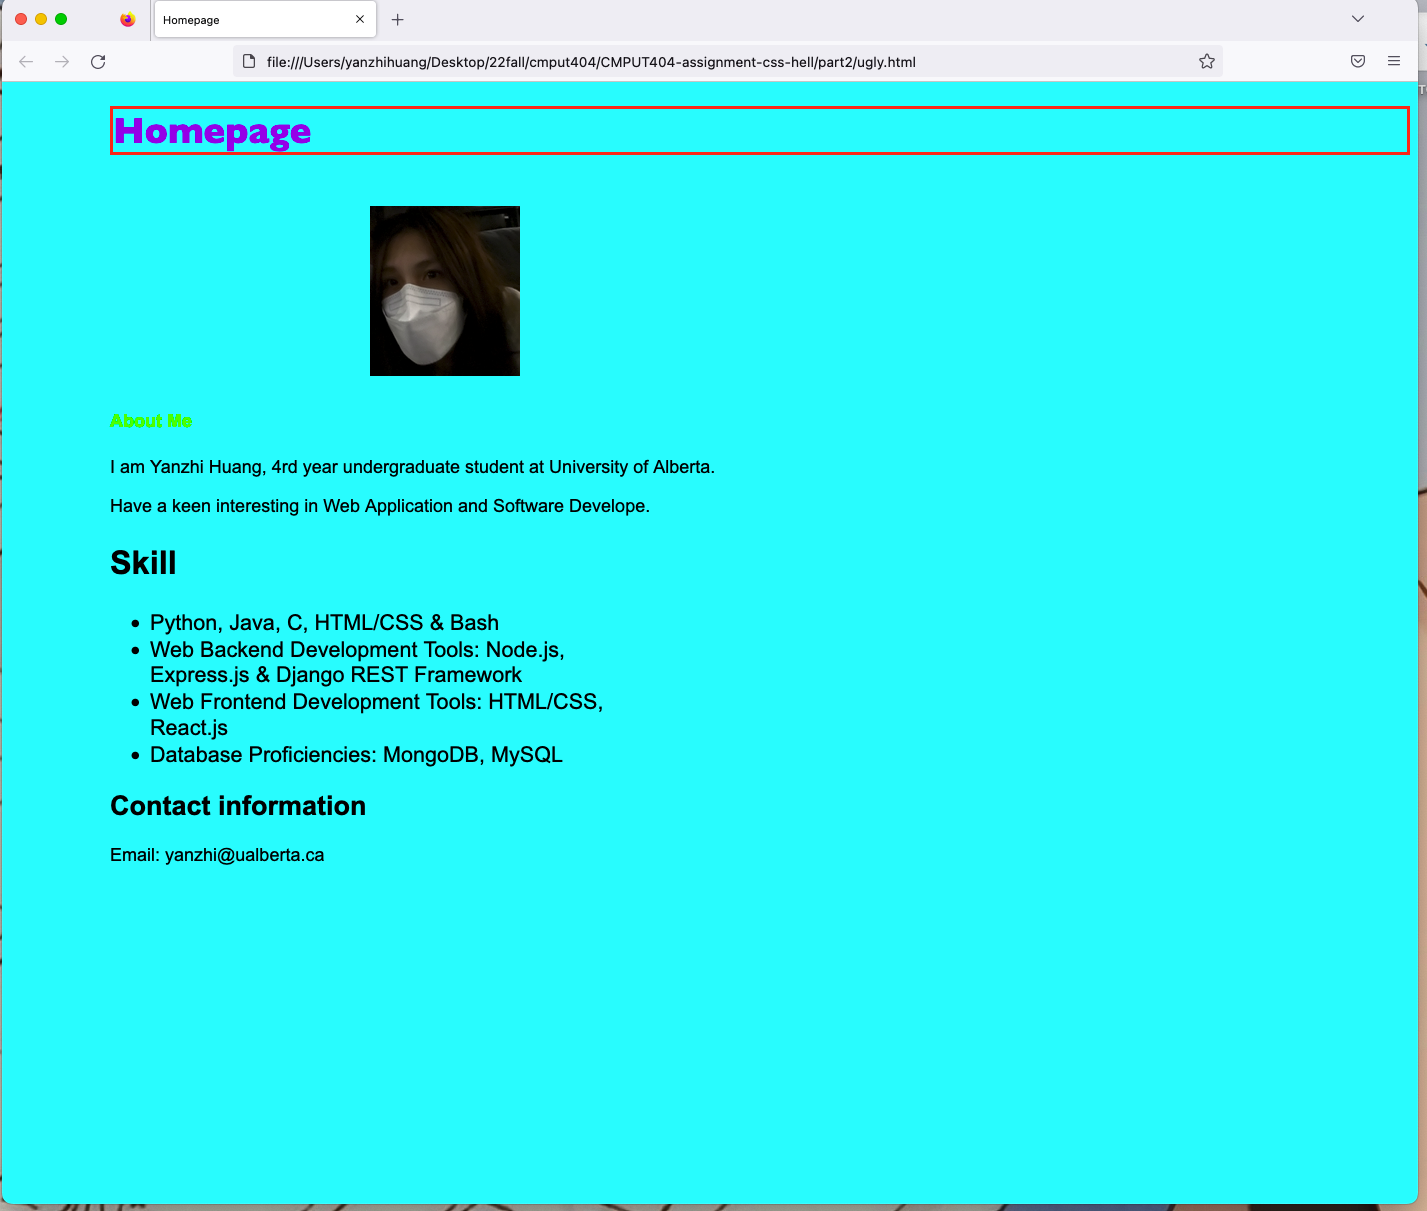 Homepage
file:///Users/yanzhihuang/Desktop/22fall/cmput404/CMPUT404-assignment-css-hell/part2/ugly.html
Homepage
About Me
I am Yanzhi Huang, 4rd year undergraduate student at University of Alberta.
Have a keen interesting in Web Application and Software Develope.
Skill
• Python, Java, C, HTML/CSS & Bash
• Web Backend Development Tools: Node.js,
Express.js & Django REST Framework
• Web Frontend Development Tools: HTML/CSS,
React.js
• Database Proficiencies: MongoDB, MySQL
Contact information
Email: yanzhi@ualberta.ca